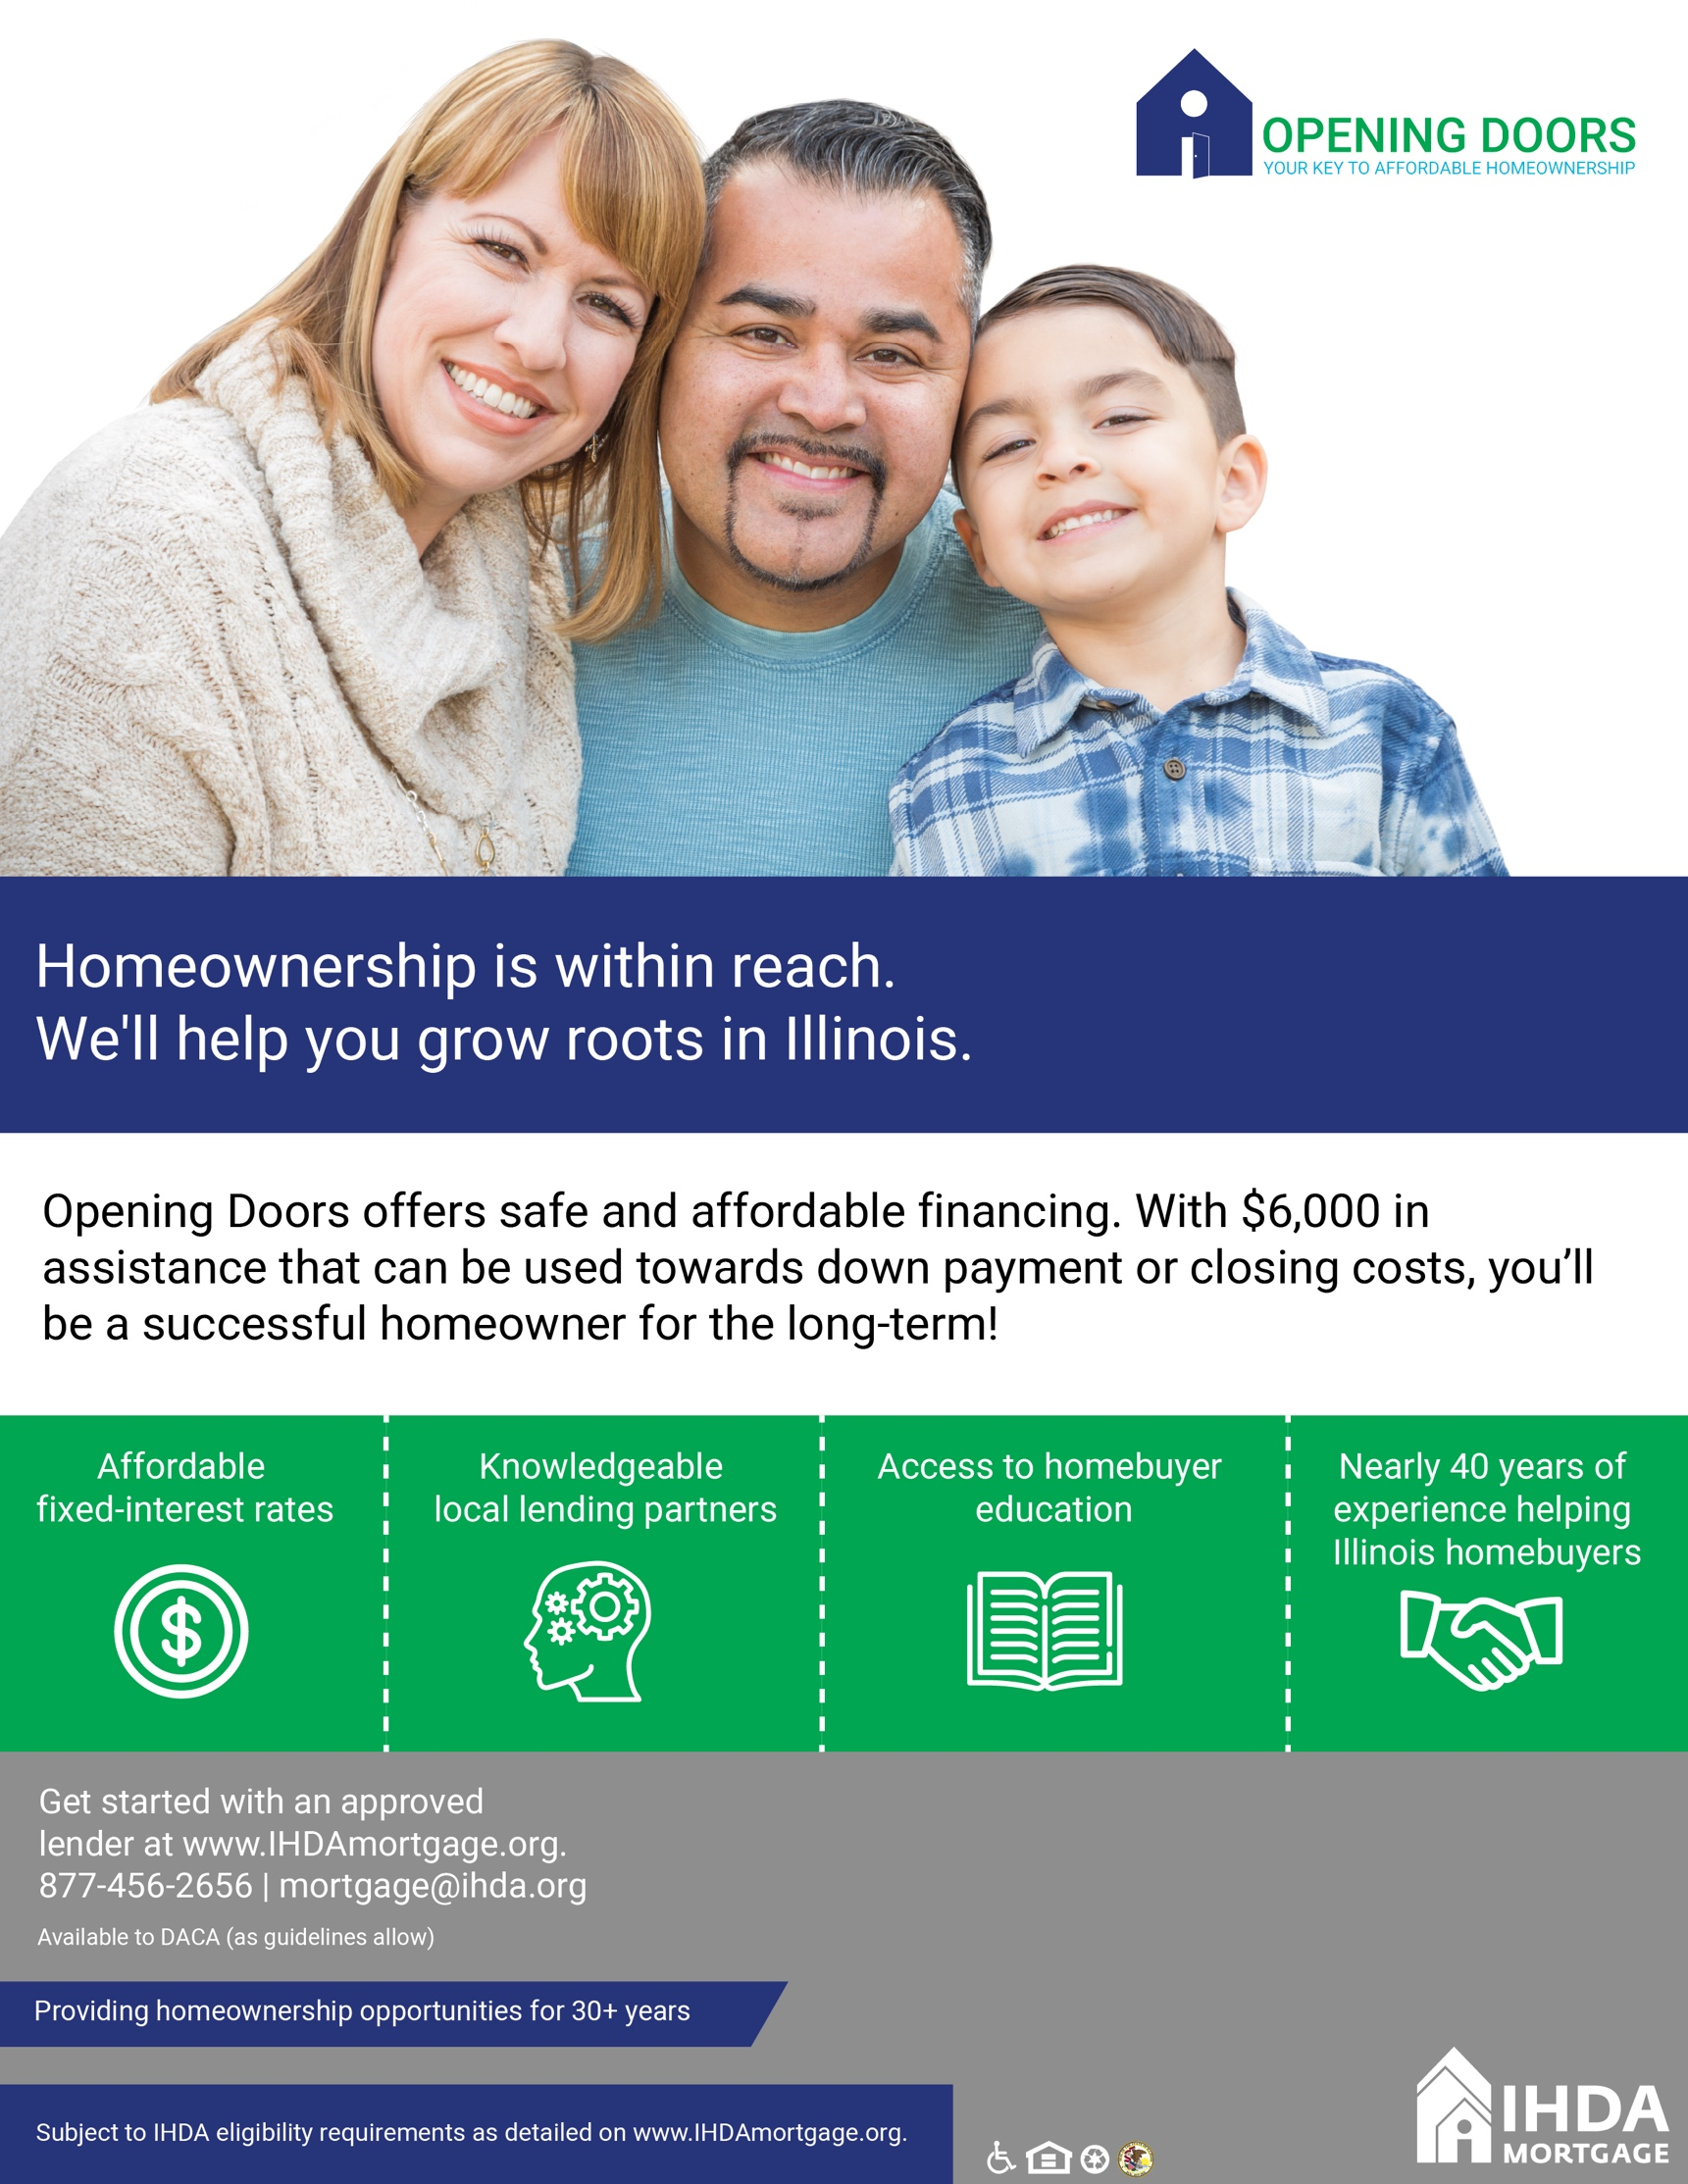 OPENING DOORS
YOUR KEY TO AFFORDABLE HOMEOWNERSHIP
Homeownership is within reach.
We'll help you grow roots in Illinois.
Opening Doors offers safe and affordable financing. With $6,000 in
assistance that can be used towards down payment or closing costs, you’ll
be a successful homeowner for the long-term!
Affordable
fixed-interest rates
Knowledgeable
local lending partners
Access to homebuyer
education
Nearly 40 years of
experience helping
Illinois homebuyers
Get started with an approved
lender at www.IHDAmortgage.org.
877-456-2656 | mortgage@ihda.org
Available to DACA (as guidelines allow)
Providing homeownership opportunities for 30+ years
Subject to IHDA eligibility requirements as detailed on www.IHDAmortgage.org.
IHDA
MORTGAGE